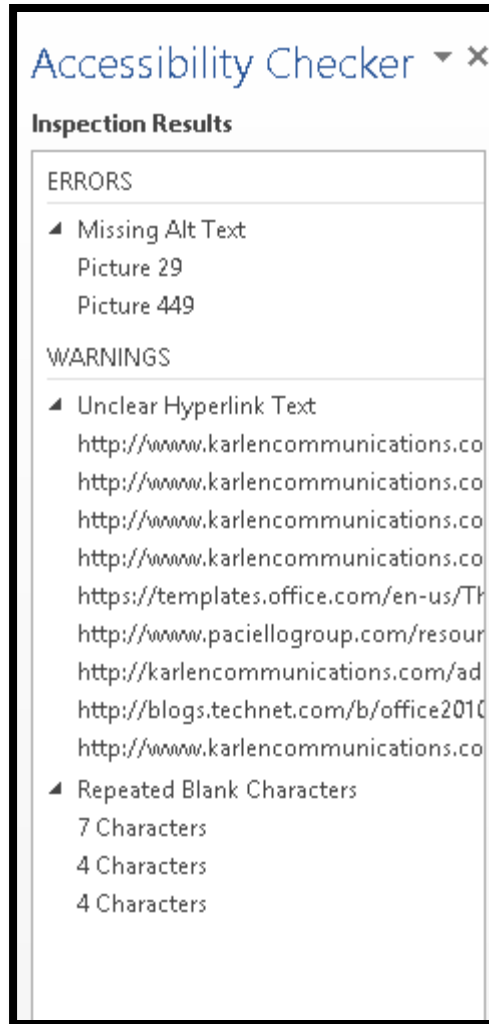 Accessibility Checker
Inspection Results
ERRORS
Missing Alt Text
Picture 29
Picture 449
WARNINGS
Unclear Hyperlink Text
http://www.karlencommunications.co
http://www.karlencommunications.co
http://www.karlencommunications.co
http://www.karlencommunications.co
https://templates.office.com/en-us/Th
http://www.paciellogroup.com/resour
http://karlencommunications.com/ad
http://blogs.technet.com/b/office2010
http://www.karlencommunications.co
Repeated Blank Characters
7 Characters
4 Characters
4 Characters